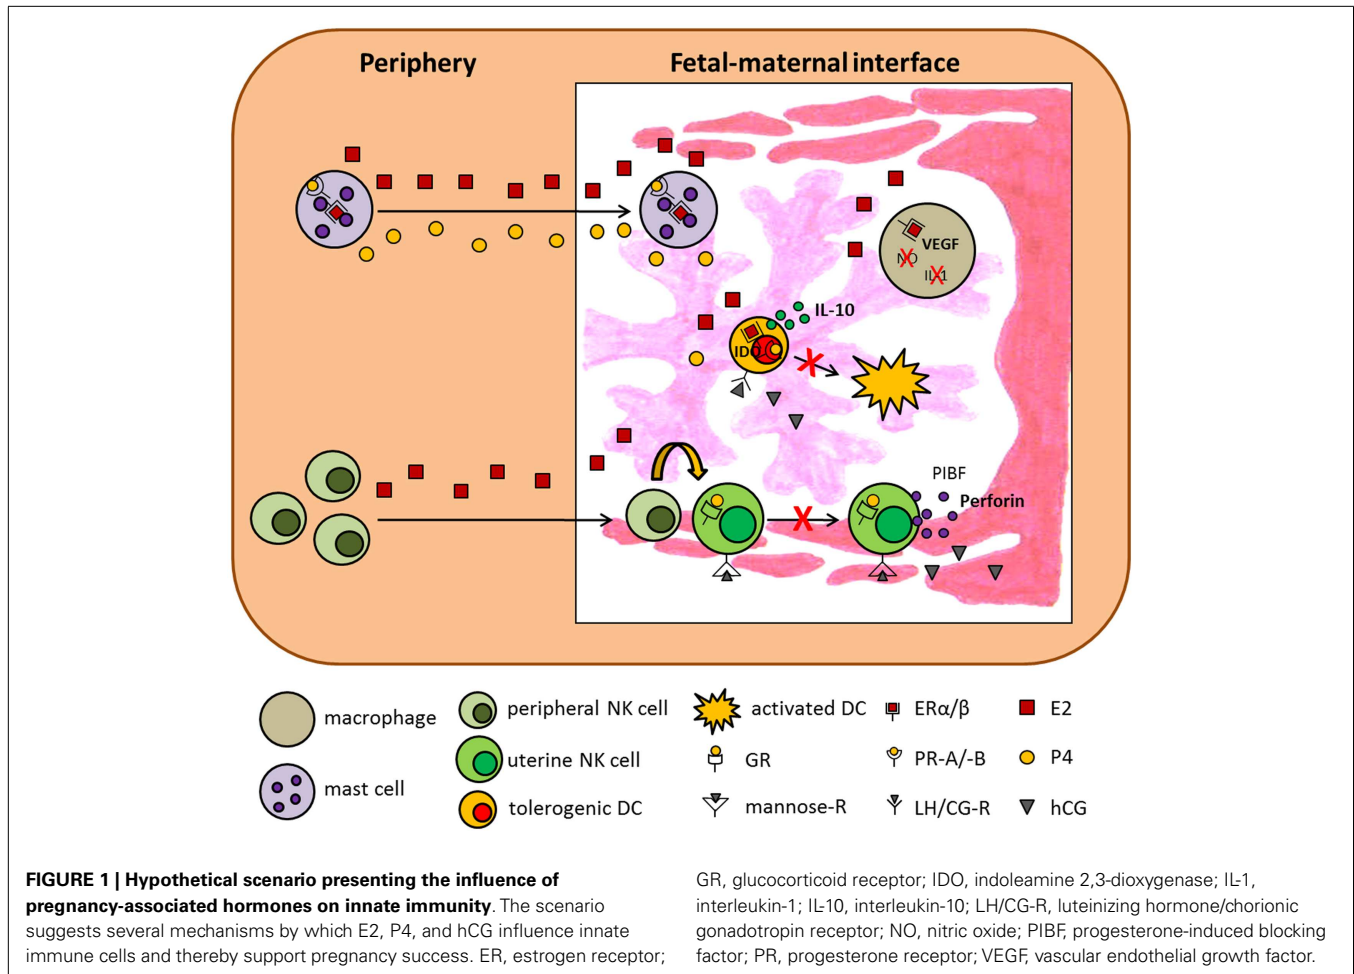 Periphery
Fetal-maternal interface
VEGF
NO
IL-1
IL-10
IDO
PIBF
Perforin
macrophage
mast cell
peripheral NK cell
uterine NK cell
tolerogenic DC
activated DC
GR
mannose-R
ERα/β
PR-A/-B
LH/CG-R
E2
P4
hCG
FIGURE 1 | Hypothetical scenario presenting the influence of
pregnancy-associated hormones on innate immunity. The scenario
suggests several mechanisms by which E2, P4, and hCG influence innate
immune cells and thereby support pregnancy success. ER, estrogen receptor;
GR, glucocorticoid receptor; IDO, indoleamine 2,3-dioxygenase; IL-1,
interleukin-1; IL-10, interleukin-10; LH/CG-R, luteinizing hormone/chorionic
gonadotropin receptor; NO, nitric oxide; PIBF, progesterone-induced blocking
factor; PR, progesterone receptor; VEGF, vascular endothelial growth factor.